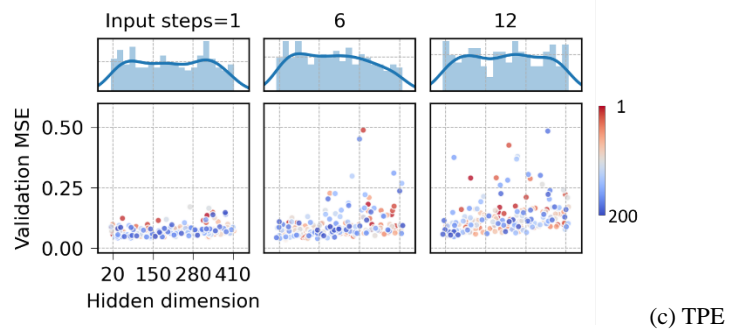 Input steps=1
6
12
Validation MSE
0.50
0.25
0.00
20 150 280 410
Hidden dimension
1
200
(c) TPE